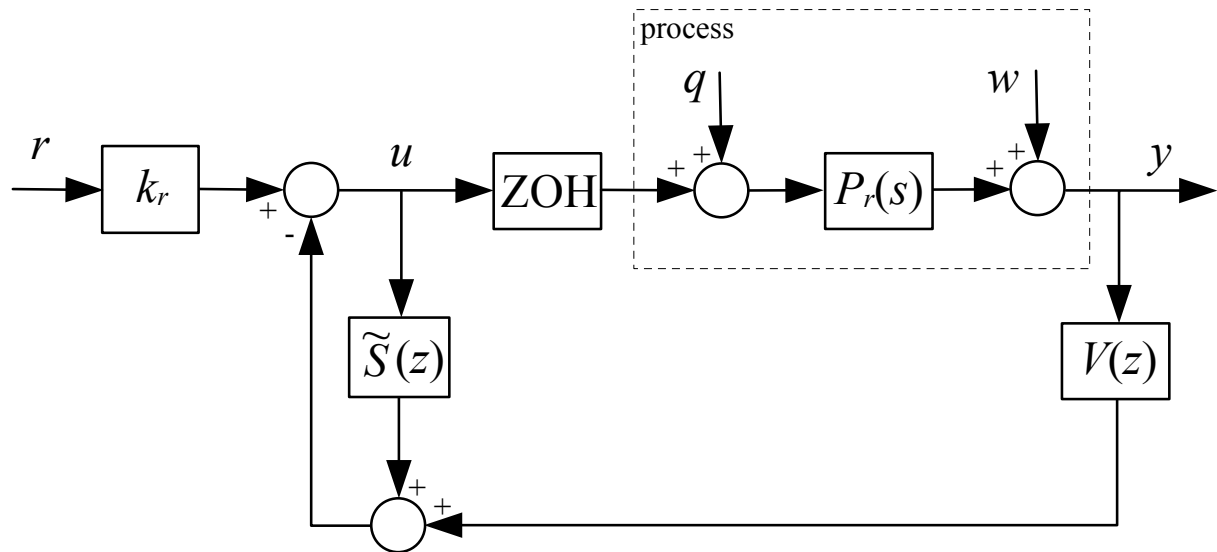 process
q
w
r
u
y
k_r
+
-
ZOH
+
+
P_r(s)
+
+
S̃(z)
V(z)
+
+